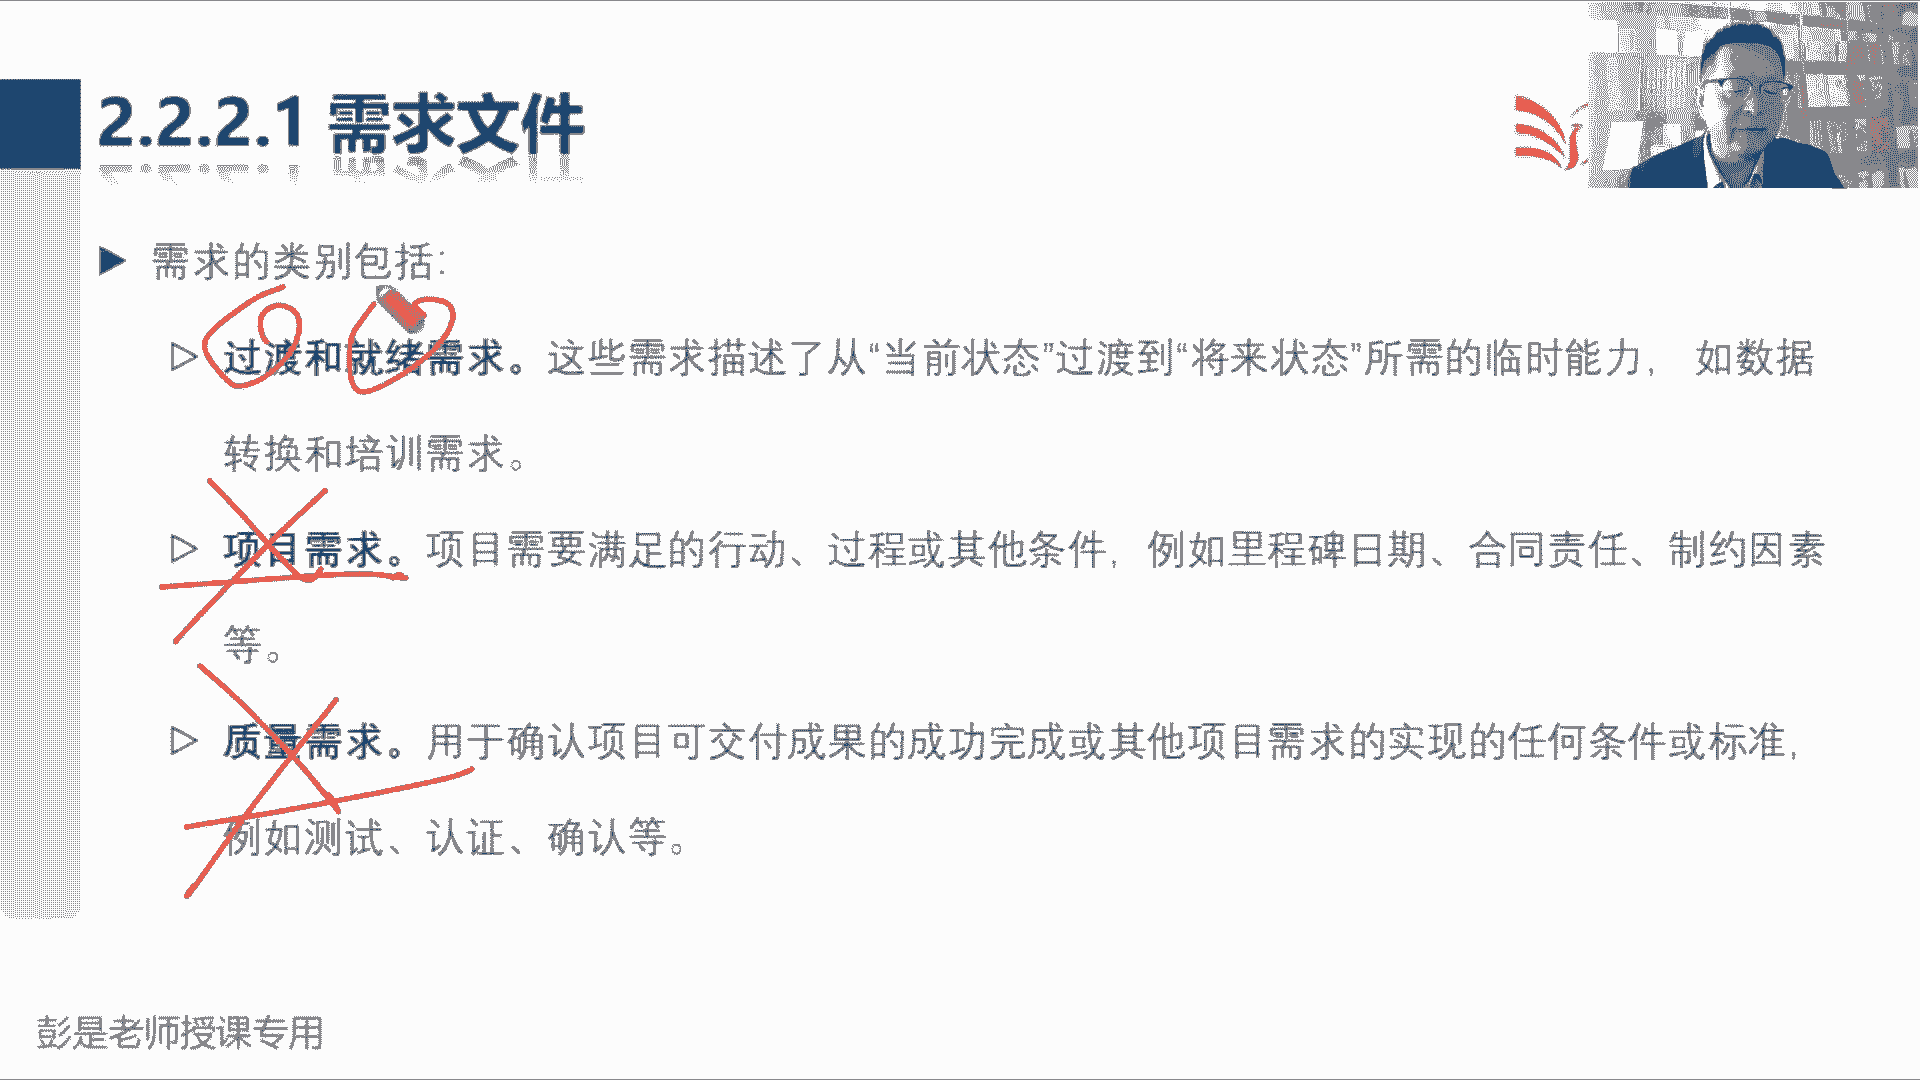 2.2.2.1 需求文件
需求的类别包括：
过渡和就绪需求。这些需求描述了从“当前状态”过渡到“将来状态”所需的临时能力， 如数据
转换和培训需求。
项目需求。项目需要满足的行动、过程或其他条件，例如里程碑日期、合同责任、制约因素
等。
质量需求。用于确认项目可交付成果的成功完成或其他项目需求的实现的任何条件或标准，
例如测试、认证、确认等。
彭是老师授课专用